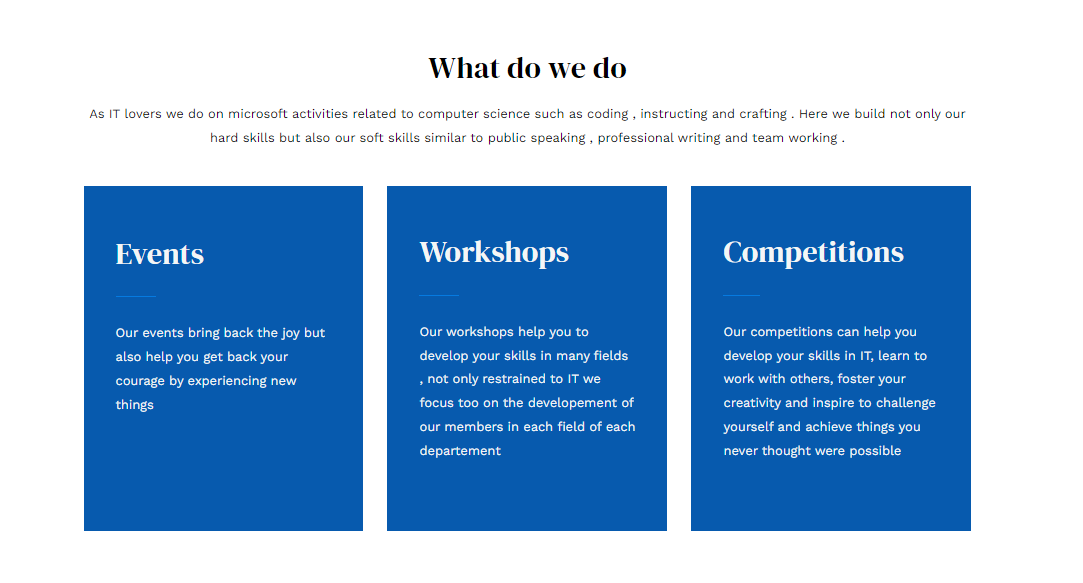 What do we do
As IT lovers we do on microsoft activities related to computer science such as coding , instructing and crafting . Here we build not only our
hard skills but also our soft skills similar to public speaking , professional writing and team working .
Events
Our events bring back the joy but
also help you get back your
courage by experiencing new
things
Workshops
Our workshops help you to
develop your skills in many fields
, not only restrained to IT we
focus too on the developement of
our members in each field of each
departement
Competitions
Our competitions can help you
develop your skills in IT, learn to
work with others, foster your
creativity and inspire to challenge
yourself and achieve things you
never thought were possible